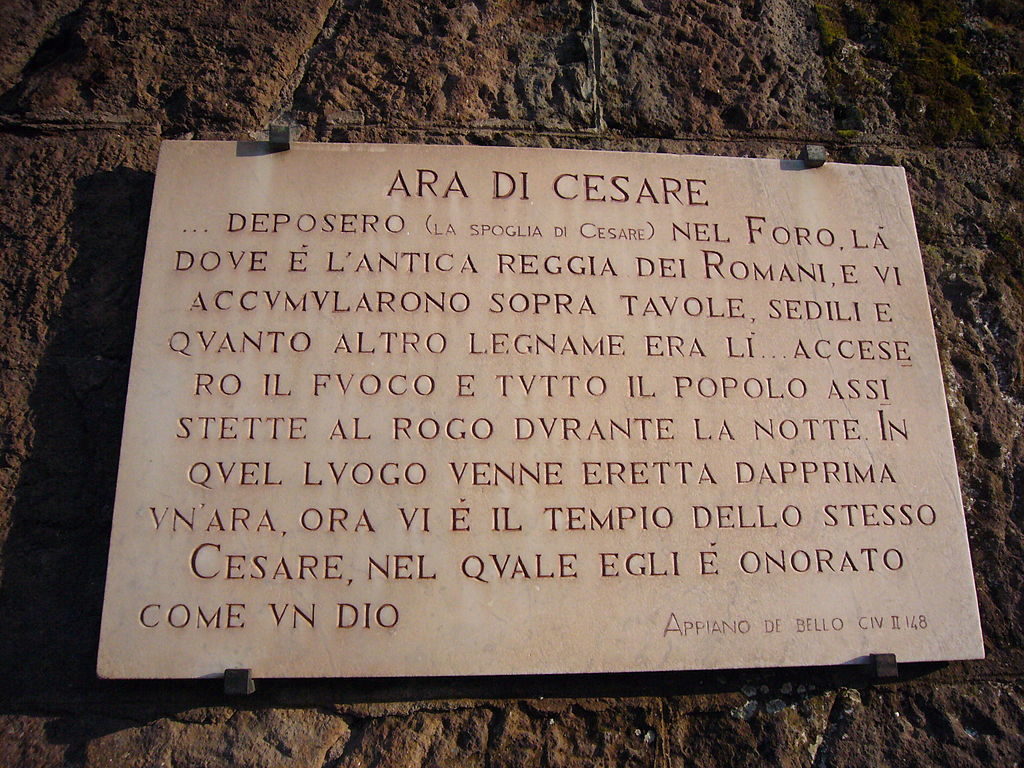 ARA DI CESARE
... DEPOSERO (LA SPOGLIA DI CESARE) NEL FORO, LÁ
DOVE É L'ANTICA REGGIA DEI ROMANI, E VI
ACCVMVLARONO SOPRA TAVOLE, SEDILI E
QVANTO ALTRO LEGNAME ERA LÍ... ACCESE
RO IL FVOCO E TVTTO IL POPOLO ASSI
STETTE AL ROGO DVRANTE LA NOTTE. IN
QVEL LVOGO VENNE ERETTA DAPPRIMA
VN'ARA, ORA VI É IL TEMPIO DELLO STESSO
CESARE, NEL QVALE EGLI É ONORATO
COME VN DIO
APPIANO DE BELLO CIV II 148